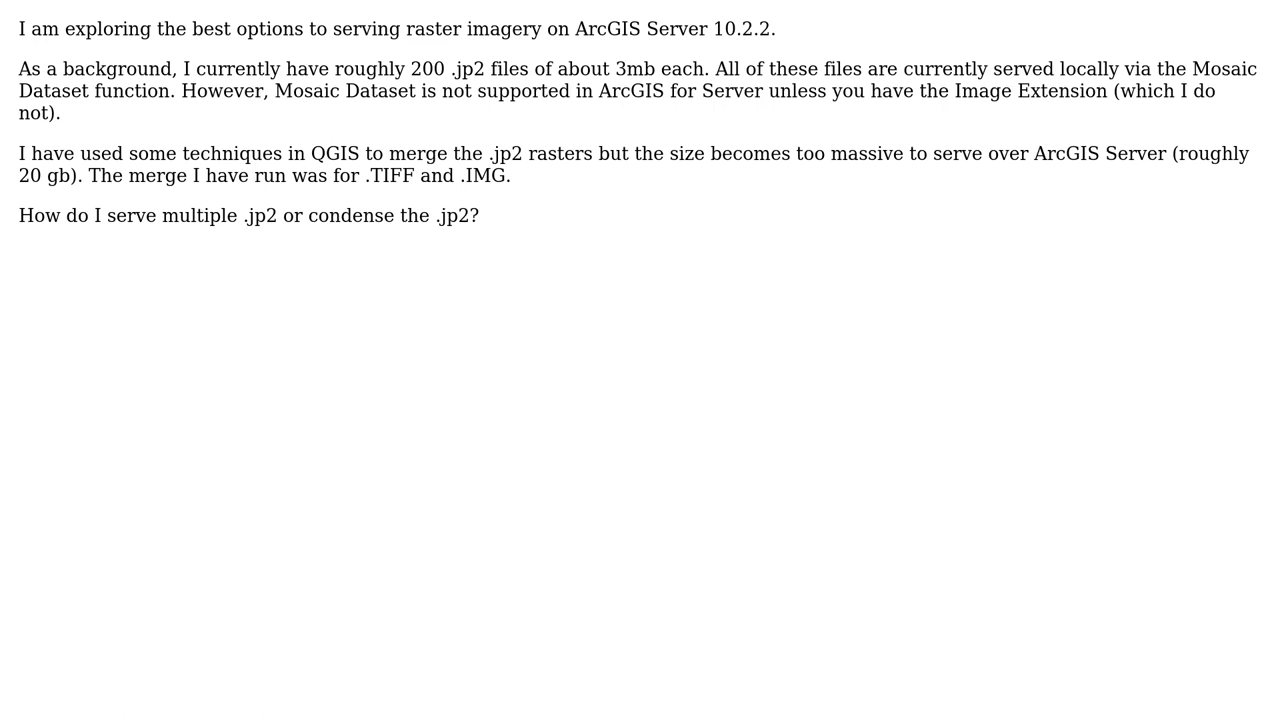 I am exploring the best options to serving raster imagery on ArcGIS Server 10.2.2.
As a background, I currently have roughly 200 .jp2 files of about 3mb each. All of these files are currently served locally via the Mosaic
Dataset function. However, Mosaic Dataset is not supported in ArcGIS for Server unless you have the Image Extension (which I do
not).
I have used some techniques in QGIS to merge the .jp2 rasters but the size becomes too massive to serve over ArcGIS Server (roughly
20 gb). The merge I have run was for .TIFF and .IMG.
How do I serve multiple .jp2 or condense the .jp2?